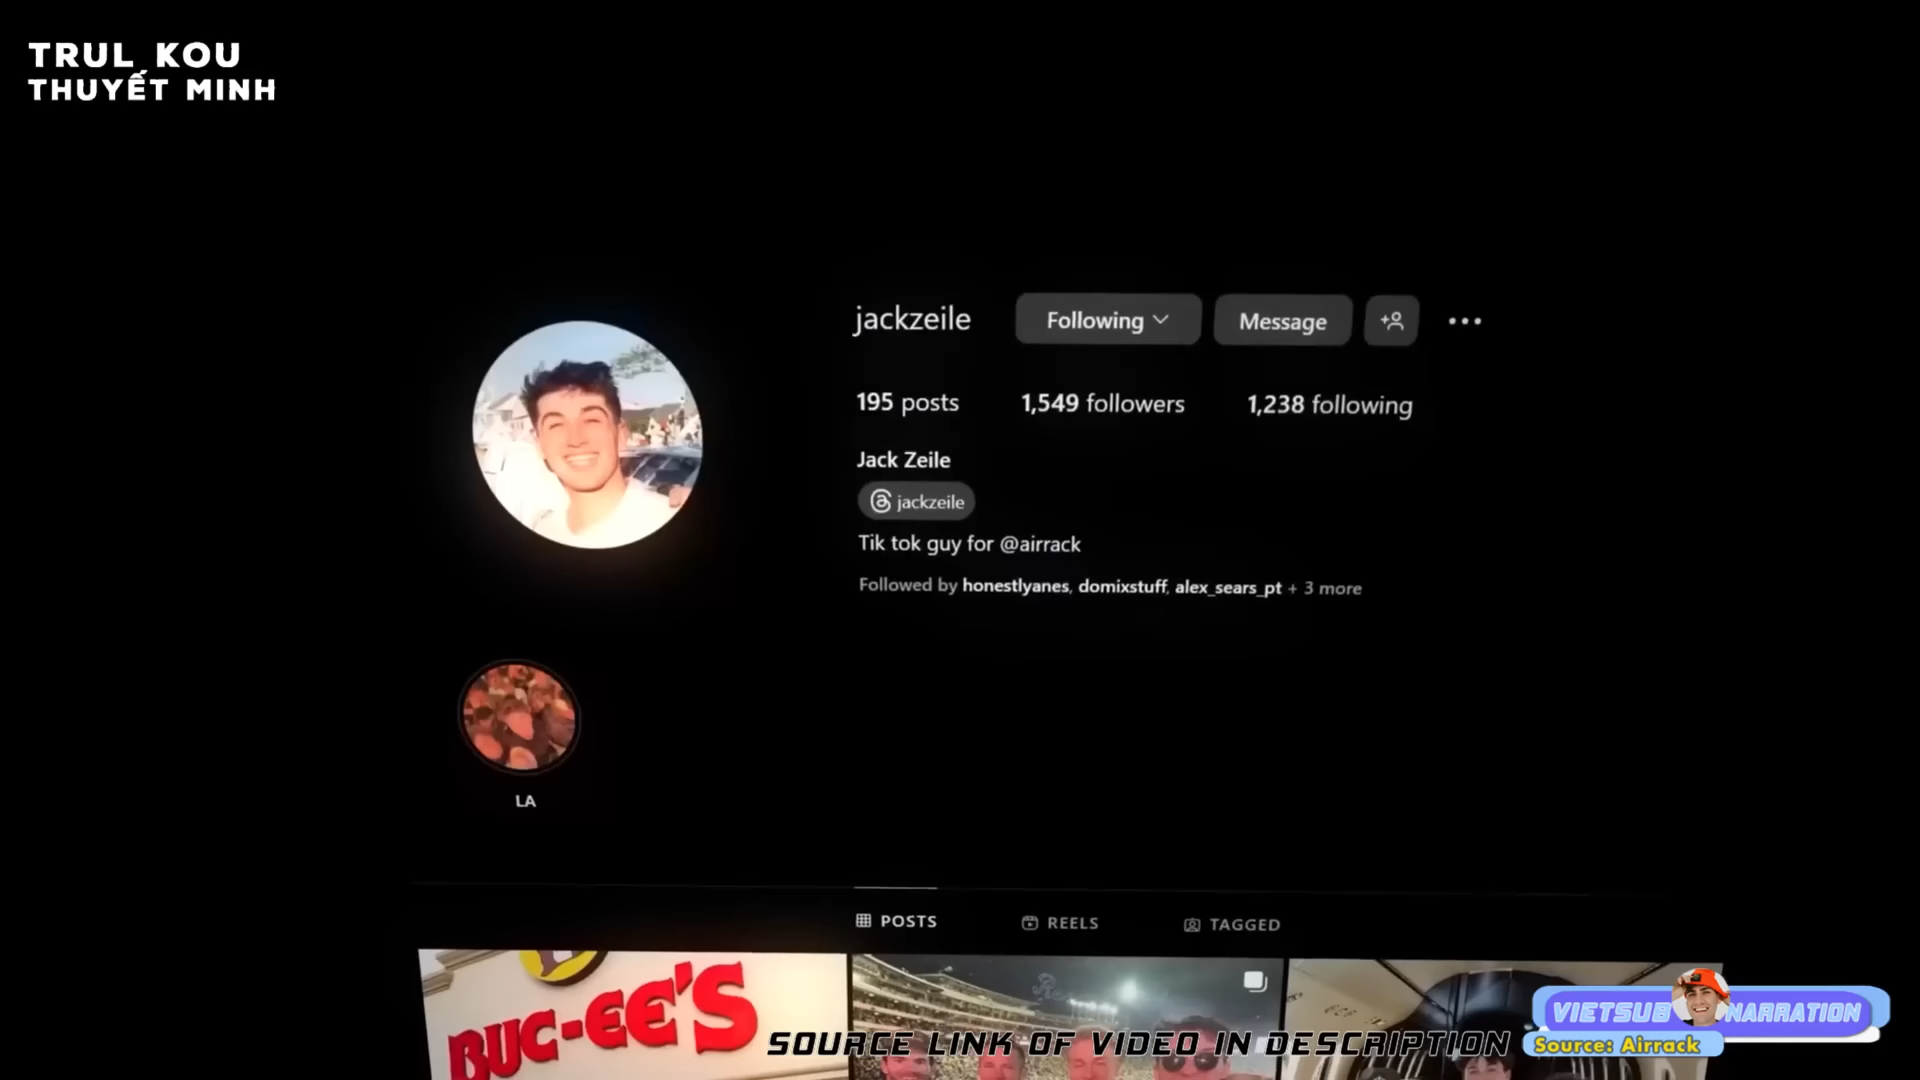 TRUL KOU
THUYẾT MINH
jackzeile
Following
Message
195 posts
1,549 followers
1,238 following
Jack Zeile
jackzeile
Tik tok guy for @airrack
Followed by honestlyanes, domixstuff, alex_sears_pt + 3 more
LA
POSTS
REELS
TAGGED
BUC-EE'S
SOURCE LINK OF VIDEO IN DESCRIPTION
VIETSUB NARRATION
Source: Airrack